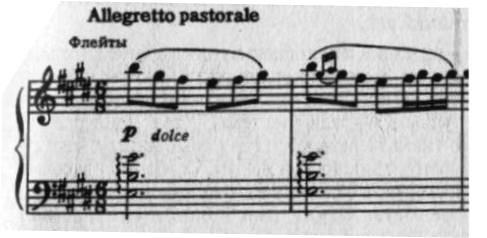 Allegretto pastorale
Флейты
p dolce